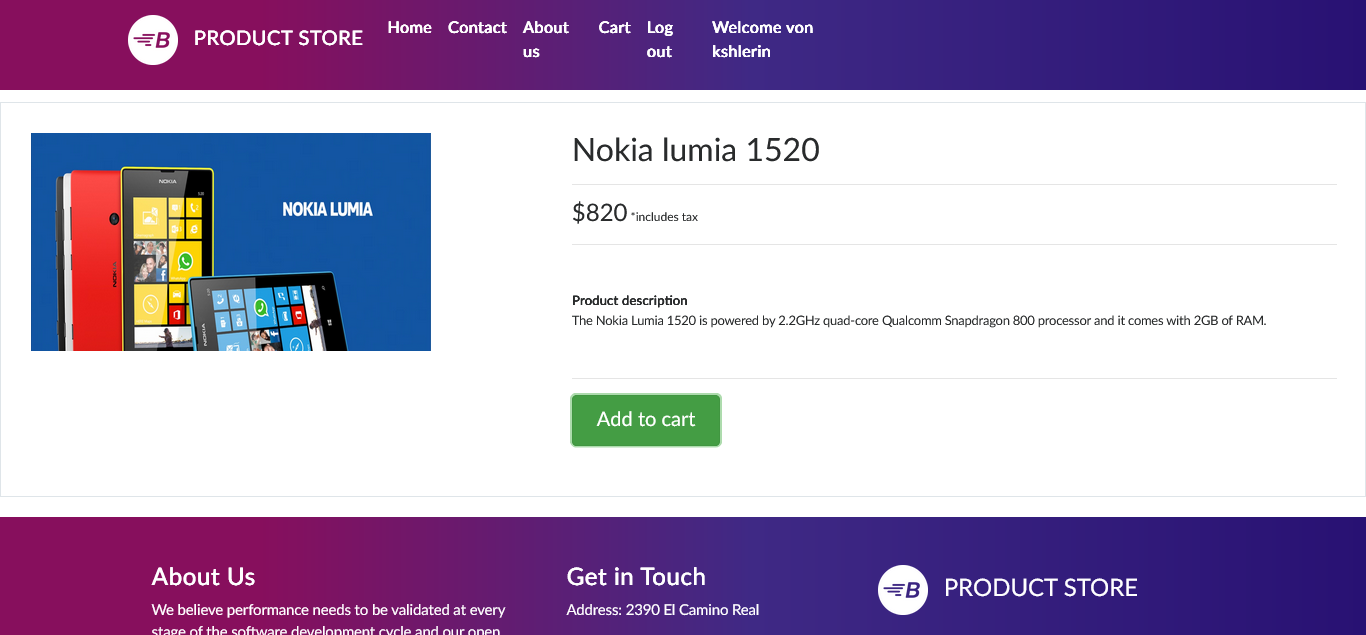 B PRODUCT STORE
Home Contact About us Cart Log out Welcome von kshlerin
NOKIA
NOKIA LUMIA
NOKIA
NOKIA
Nokia lumia 1520
$820 *includes tax
Product description
The Nokia Lumia 1520 is powered by 2.2GHz quad-core Qualcomm Snapdragon 800 processor and it comes with 2GB of RAM.
Add to cart
About Us
We believe performance needs to be validated at every
stage of the software development cycle and our open
Get in Touch
Address: 2390 El Camino Real
B PRODUCT STORE